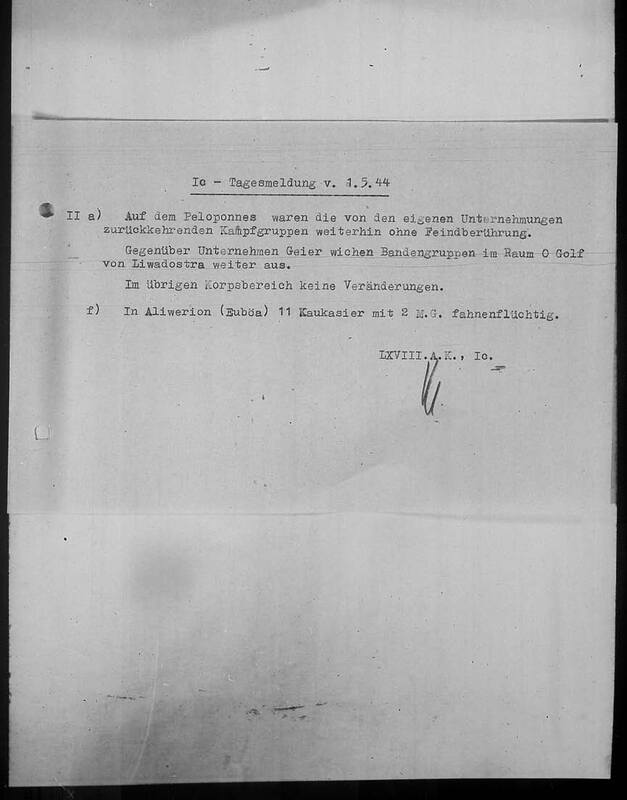 Ic - Tagesmeldung v. 1.5.44
II a) Auf dem Peloponnes waren die von den eigenen Unternehmungen
zurückkehrenden Kampfgruppen weiterhin ohne Feindberührung.
Gegenüber Unternehmen Geier wichen Bandengruppen im Raum O Golf
von Liwadostra weiter aus.
Im übrigen Korpsbereich keine Veränderungen.
f) In Aliwerion (Euböa) 11 Kaukasier mit 2 M.G. fahnenflüchtig.
LXVIII.A.K., Ic.